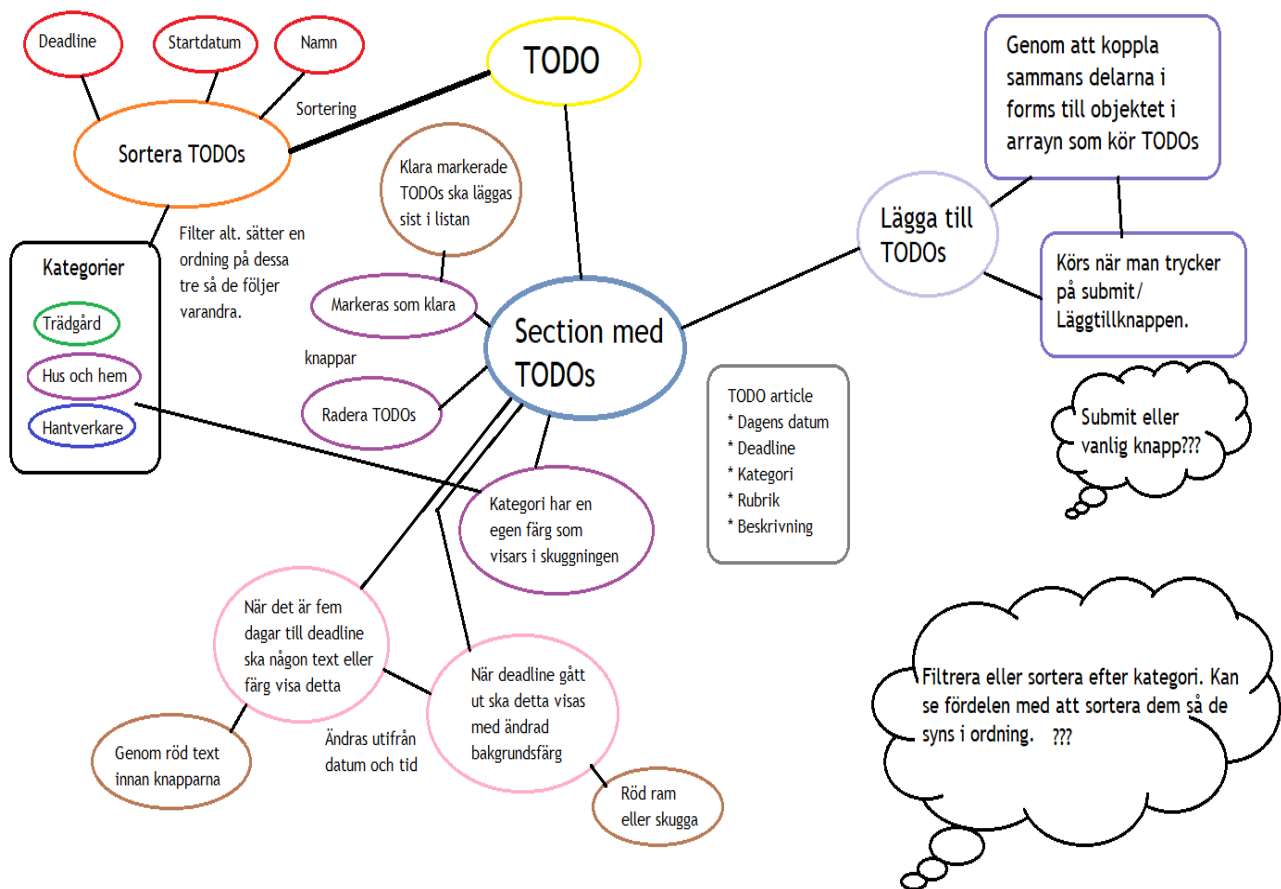 Deadline
Startdatum
Namn
Sortering
Sortera TODOs
TODO
Klara markerade
TODOs ska läggas
sist i listan
Genom att koppla
sammans delarna i
forms till objektet i
arrayn som kör TODOs
Lägga till
TODOs
Körs när man trycker
på submit/
Läggtillknappen.
Filter alt. sätter en
ordning på dessa
tre så de följer
varandra.
Kategorier
Trädgård
Hus och hem
Hantverkare
Markeras som klara
knappar
Radera TODOs
Section med
TODOs
TODO article
* Dagens datum
* Deadline
* Kategori
* Rubrik
* Beskrivning
Submit eller
vanlig knapp???
Kategori har en
egen färg som
visars i skuggningen
När det är fem
dagar till deadline
ska någon text eller
färg visa detta
När deadline gått
ut ska detta visas
med ändrad
bakgrundsfärg
Ändras utifrån
datum och tid
Genom röd text
innan knapparna
Röd ram
eller skugga
Filtrera eller sortera efter kategori. Kan
se fördelen med att sortera dem så de
syns i ordning. ???